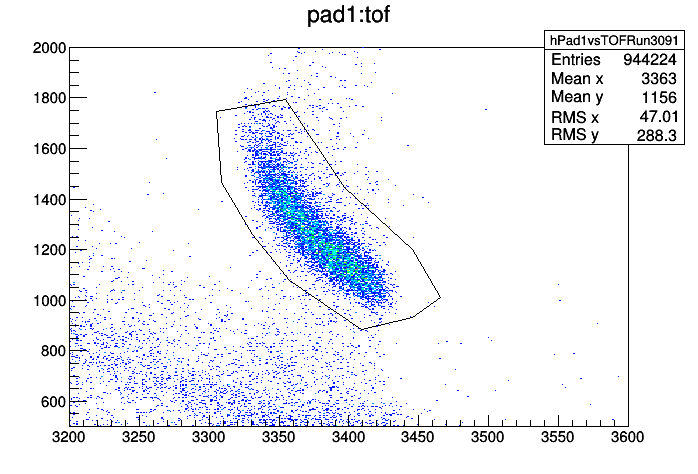 pad1:tof
hPad1vsTOFRun3091
Entries 944224
Mean x 3363
Mean y 1156
RMS x 47.01
RMS y 288.3
2000
1800
1600
1400
1200
1000
800
600
3200 3250 3300 3350 3400 3450 3500 3550 3600